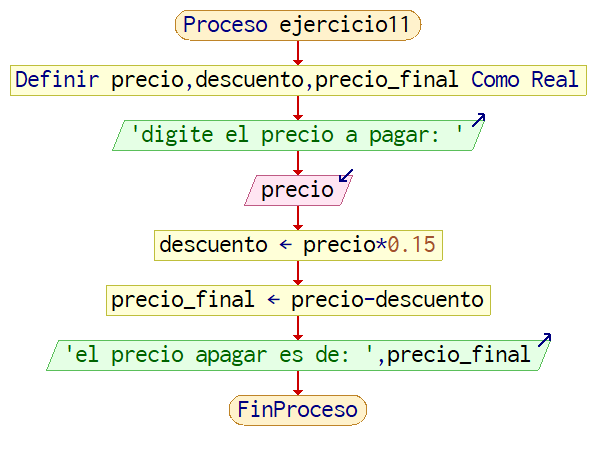 Proceso ejercicio11
Definir precio,descuento,precio_final Como Real
'digite el precio a pagar: '
precio
descuento ← precio*0.15
precio_final ← precio-descuento
'el precio apagar es de: ',precio_final
FinProceso